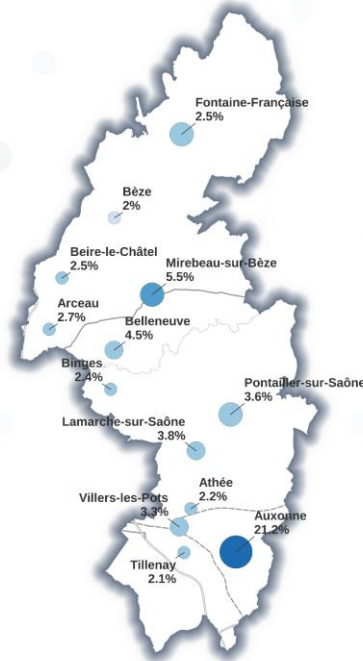 Fontaine-Française
2.5%
Bèze
2%
Beire-le-Châtel
2.5%
Mirebeau-sur-Bèze
5.5%
Arceau
2.7%
Belleneuve
4.5%
Binges
2.4%
Pontailler-sur-Saône
3.6%
Lamarche-sur-Saône
3.8%
Athée
2.2%
Villers-les-Pots
3.3%
Auxonne
21.2%
Tillenay
2.1%